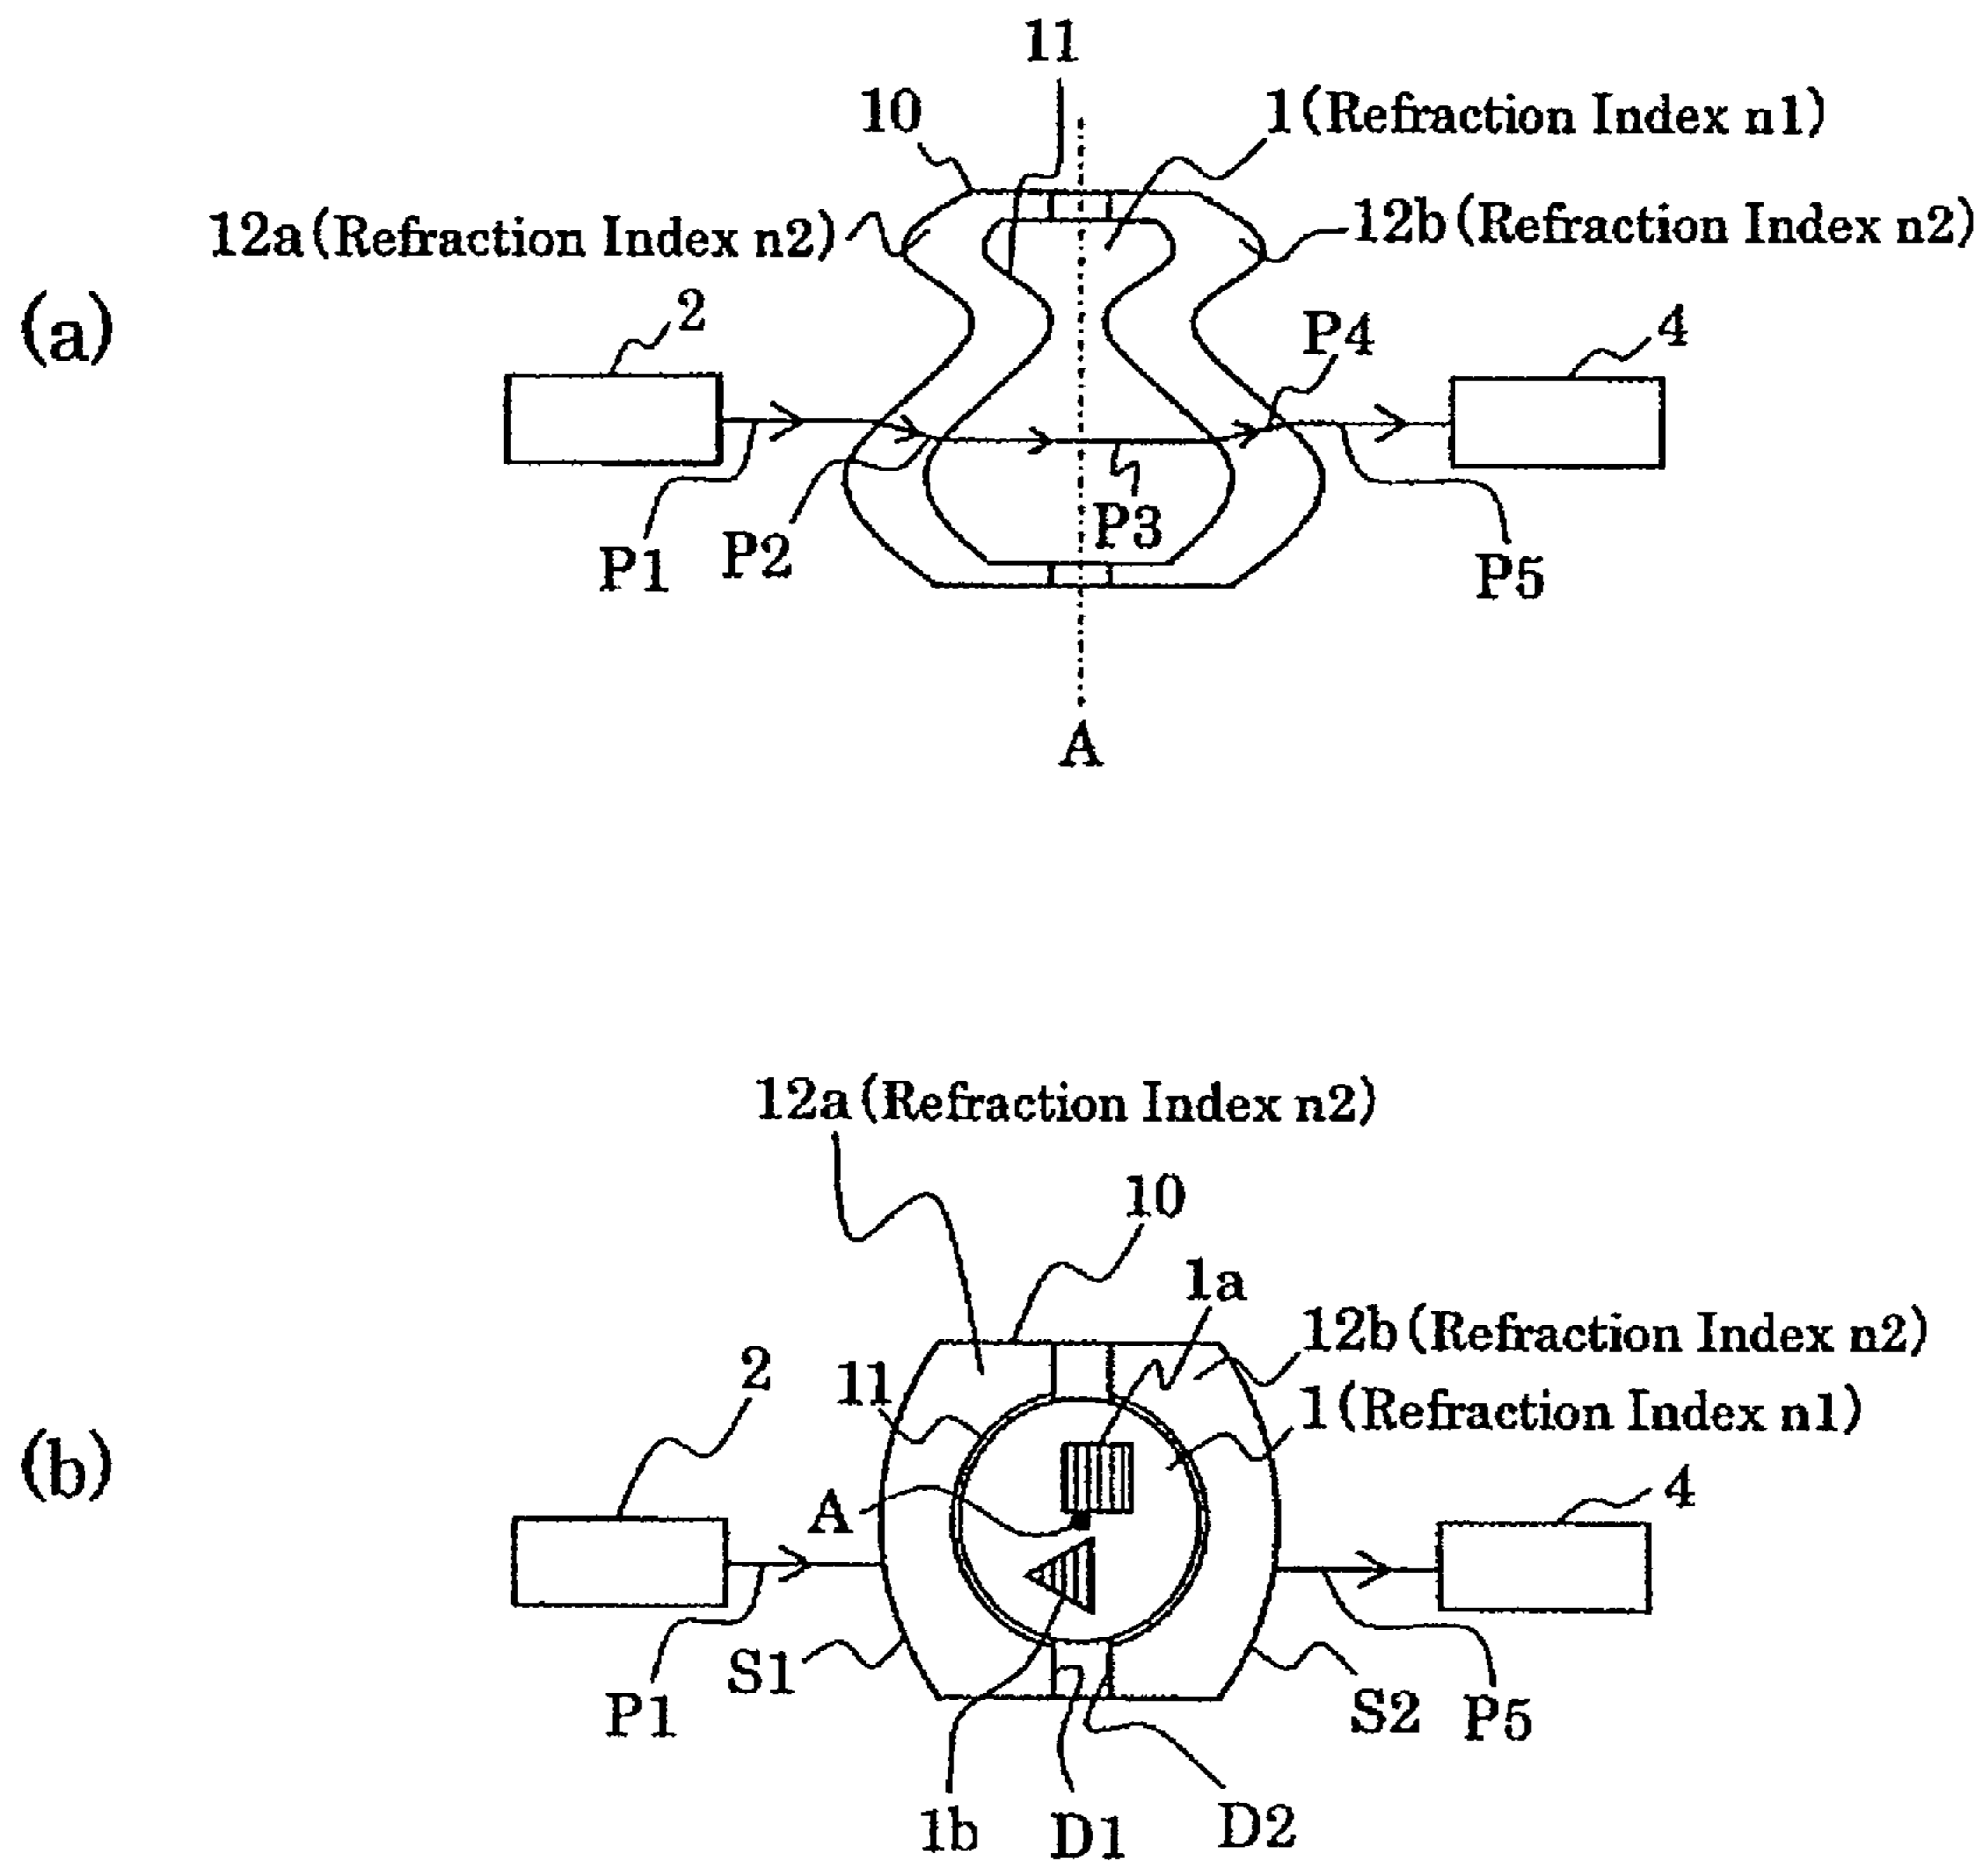 11
10
1(Refraction Index n1)
12a(Refraction Index n2)
12b(Refraction Index n2)
(a)
2
P4
4
P1
P2
P3
P5
A
12a(Refraction Index n2)
10
1a
12b(Refraction Index n2)
2
11
1(Refraction Index n1)
(b)
A
4
S1
P1
S2
P5
1b
D1
D2